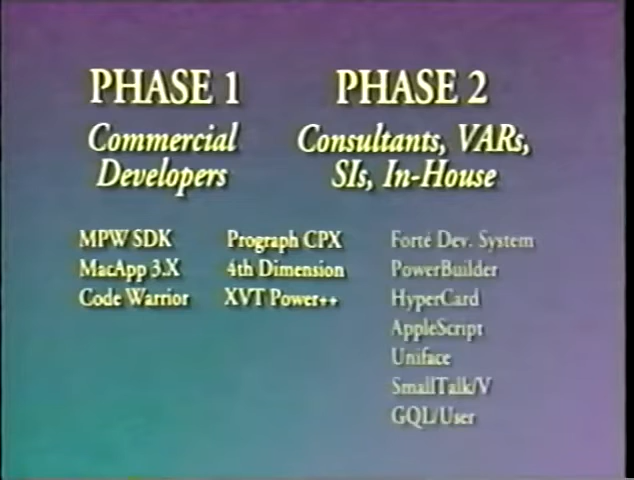 PHASE 1
Commercial
Developers
MPW SDK
MacApp 3.X
Code Warrior
Prograph CPX
4th Dimension
XVT Power++
PHASE 2
Consultants, VARs,
SIs, In-House
Forté Dev. System
PowerBuilder
HyperCard
AppleScript
Uniface
SmallTalk/V
GQL/User